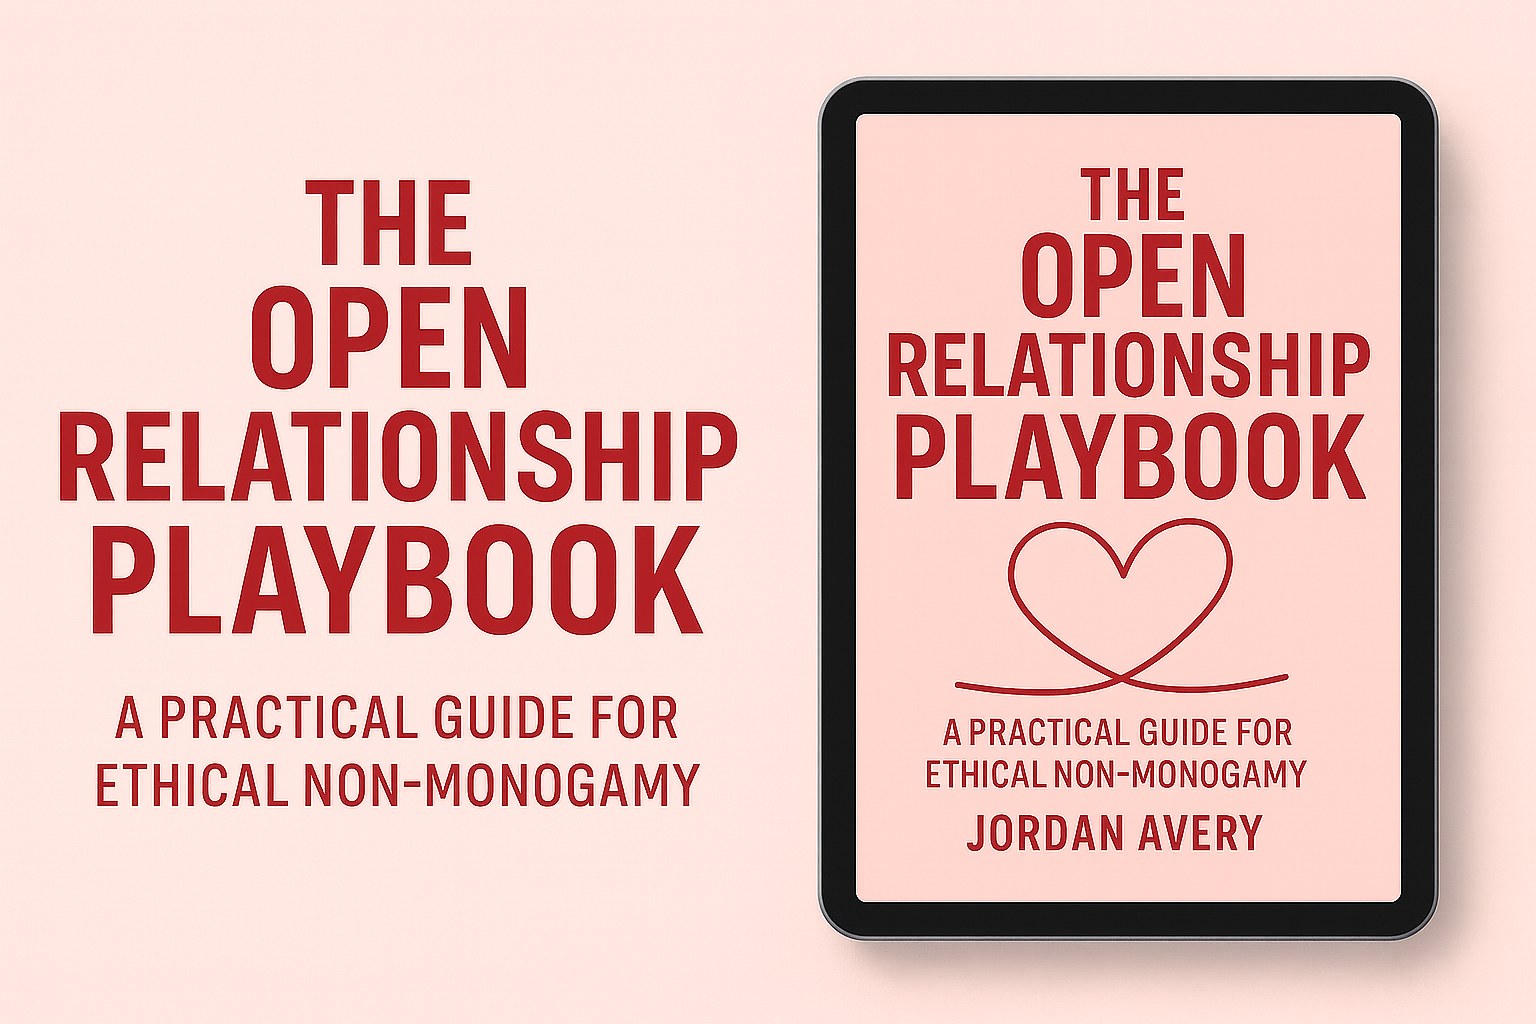 THE
OPEN
RELATIONSHIP
PLAYBOOK
A PRACTICAL GUIDE FOR
ETHICAL NON-MONOGAMY
THE
OPEN
RELATIONSHIP
PLAYBOOK
A PRACTICAL GUIDE FOR
ETHICAL NON-MONOGAMY
JORDAN AVERY